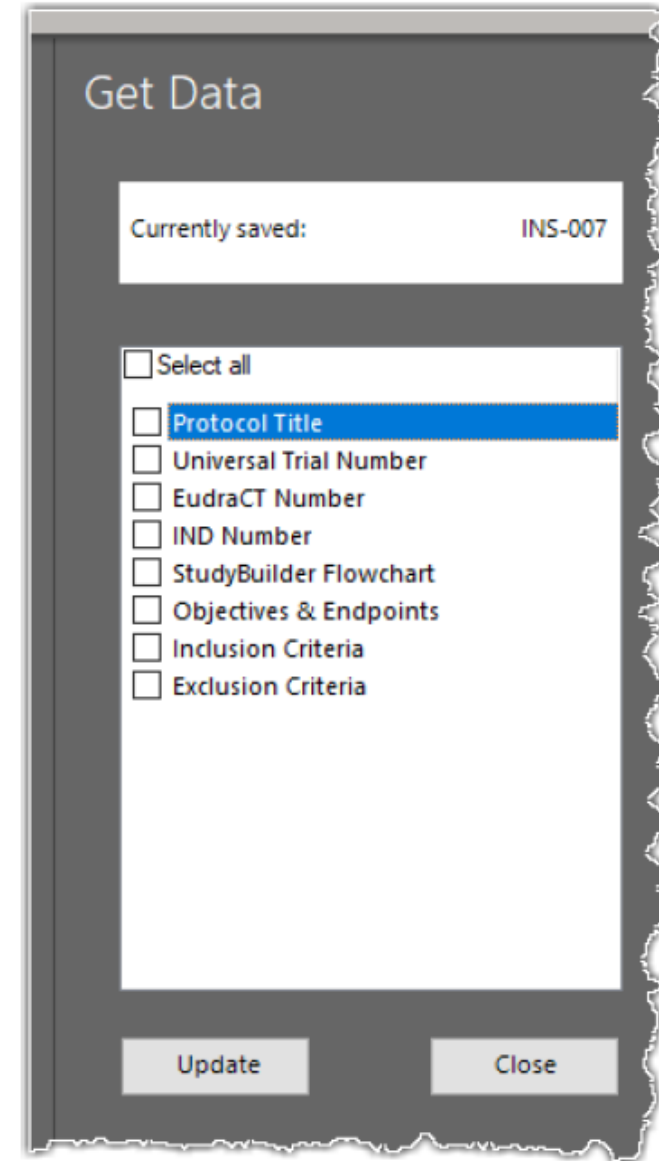 Get Data
Currently saved: INS-007
Select all
Protocol Title
Universal Trial Number
EudraCT Number
IND Number
StudyBuilder Flowchart
Objectives & Endpoints
Inclusion Criteria
Exclusion Criteria
Update Close